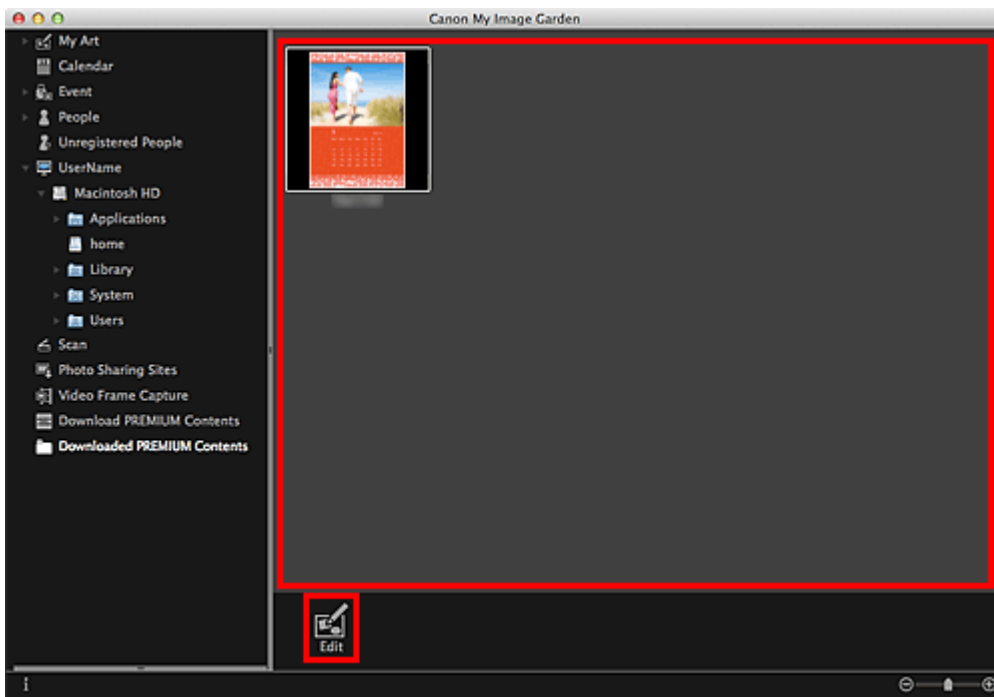 Canon My Image Garden
My Art
Calendar
Event
People
Unregistered People
UserName
Macintosh HD
Applications
home
Library
System
Users
Scan
Photo Sharing Sites
Video Frame Capture
Download PREMIUM Contents
Downloaded PREMIUM Contents
Edit